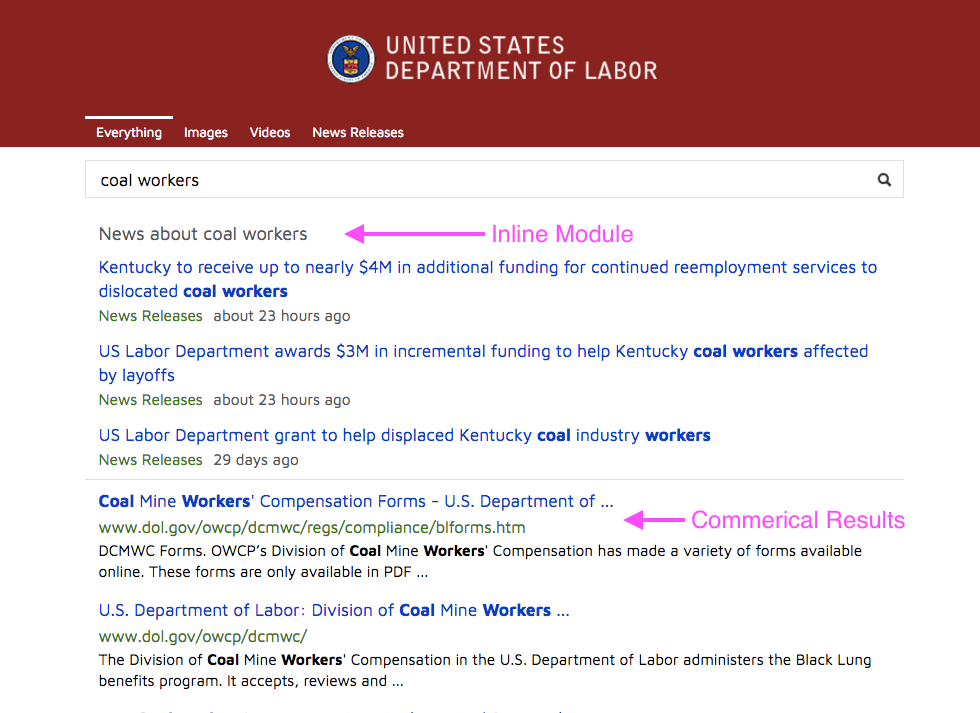 UNITED STATES
DEPARTMENT OF LABOR
Everything Images Videos News Releases
coal workers
News about coal workers Inline Module
Kentucky to receive up to nearly $4M in additional funding for continued reemployment services to
dislocated coal workers
News Releases about 23 hours ago
US Labor Department awards $3M in incremental funding to help Kentucky coal workers affected
by layoffs
News Releases about 23 hours ago
US Labor Department grant to help displaced Kentucky coal industry workers
News Releases 29 days ago
Coal Mine Workers' Compensation Forms - U.S. Department of ...
www.dol.gov/owcp/dcmwc/regs/compliance/blforms.htm Commerical Results
DCMWC Forms. OWCP's Division of Coal Mine Workers' Compensation has made a variety of forms available
online. These forms are only available in PDF ...
U.S. Department of Labor: Division of Coal Mine Workers ...
www.dol.gov/owcp/dcmwc/
The Division of Coal Mine Workers' Compensation in the U.S. Department of Labor administers the Black Lung
benefits program. It accepts, reviews and ...